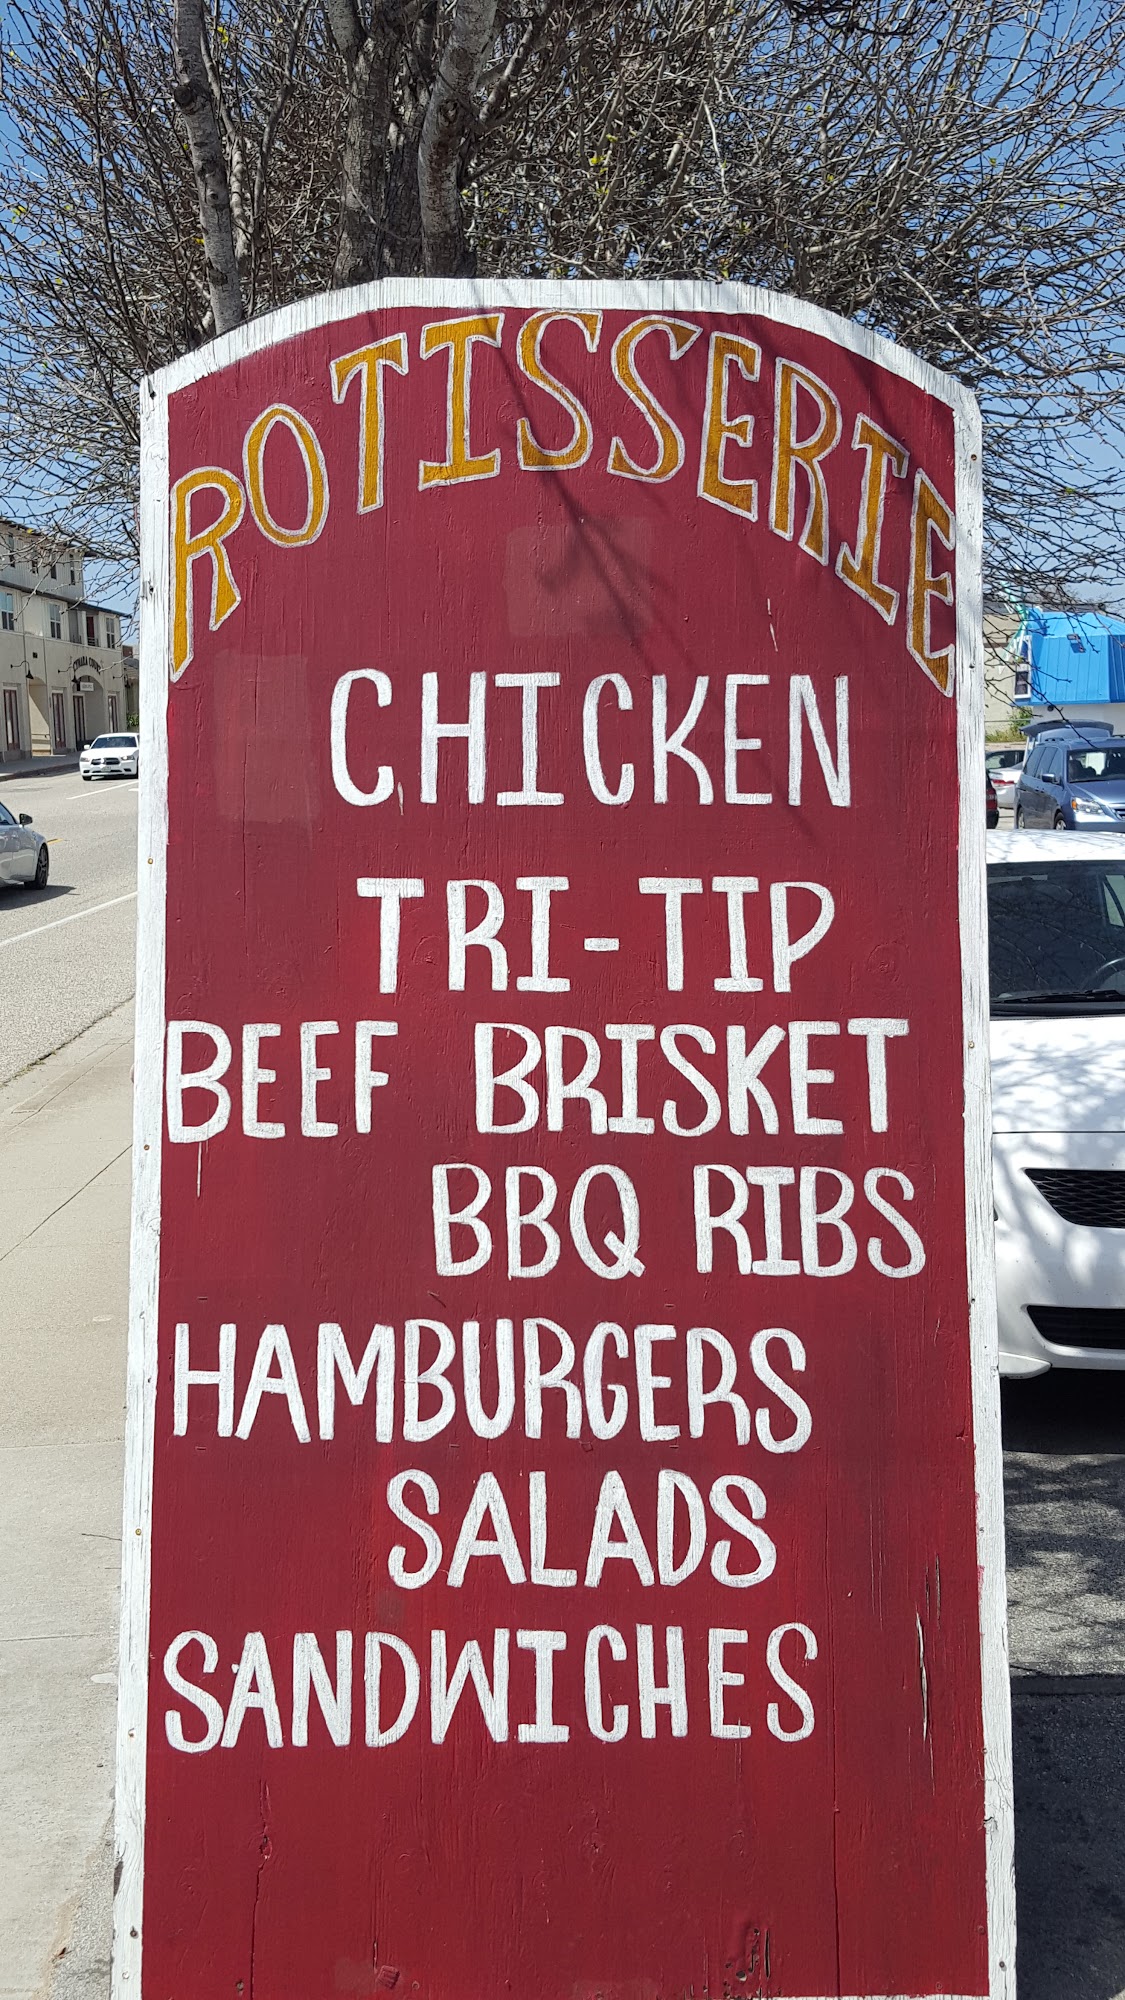 ROTISSERIE
CHICKEN
TRI-TIP
BEEF BRISKET
BBQ RIBS
HAMBURGERS
SALADS
SANDWICHES